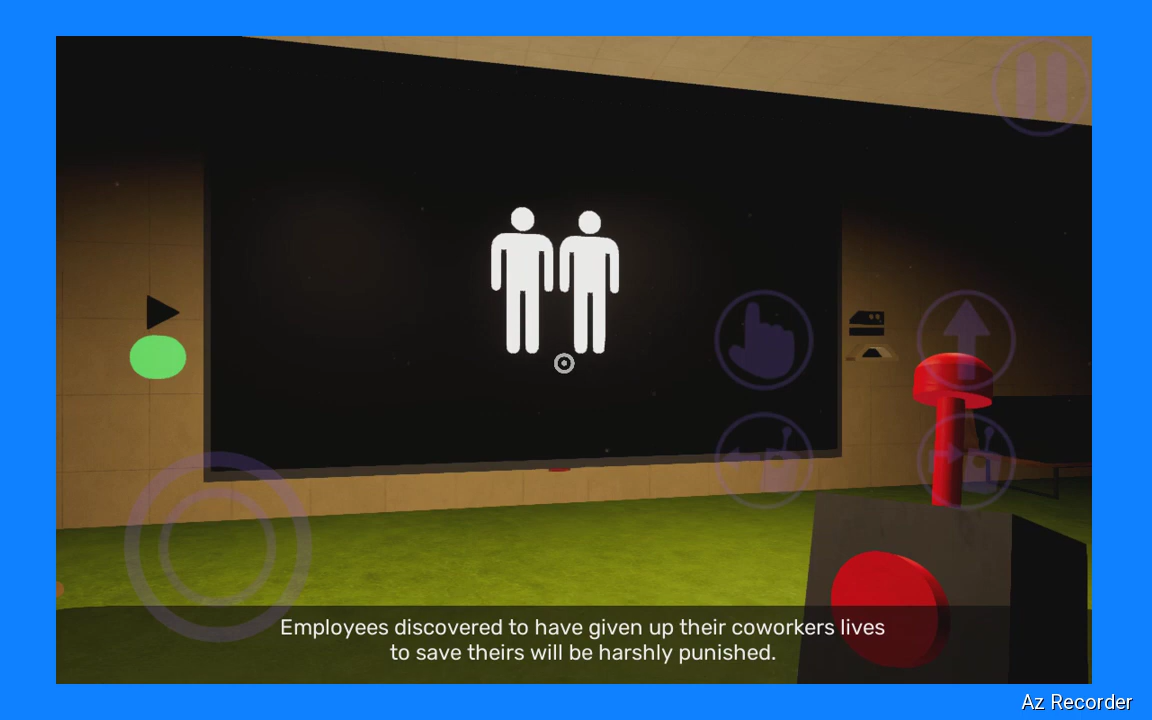 Employees discovered to have given up their coworkers lives
to save theirs will be harshly punished.
Az Recorder